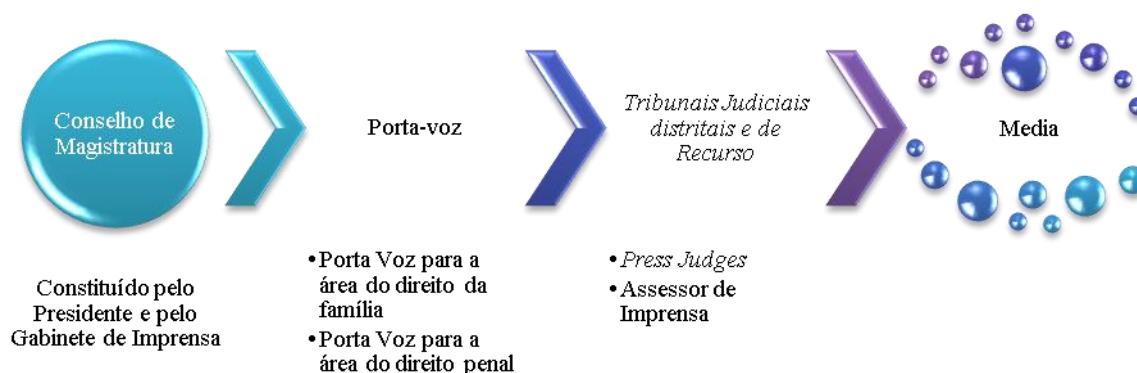 Conselho de
Magistratura
Constituído pelo
Presidente e pelo
Gabinete de Imprensa
Porta-voz
•Porta Voz para a
área do direito da
família
•Porta Voz para a
área do direito penal
Tribunais Judiciais
distritais e de
Recurso
•Press Judges
•Assessor de
Imprensa
Media